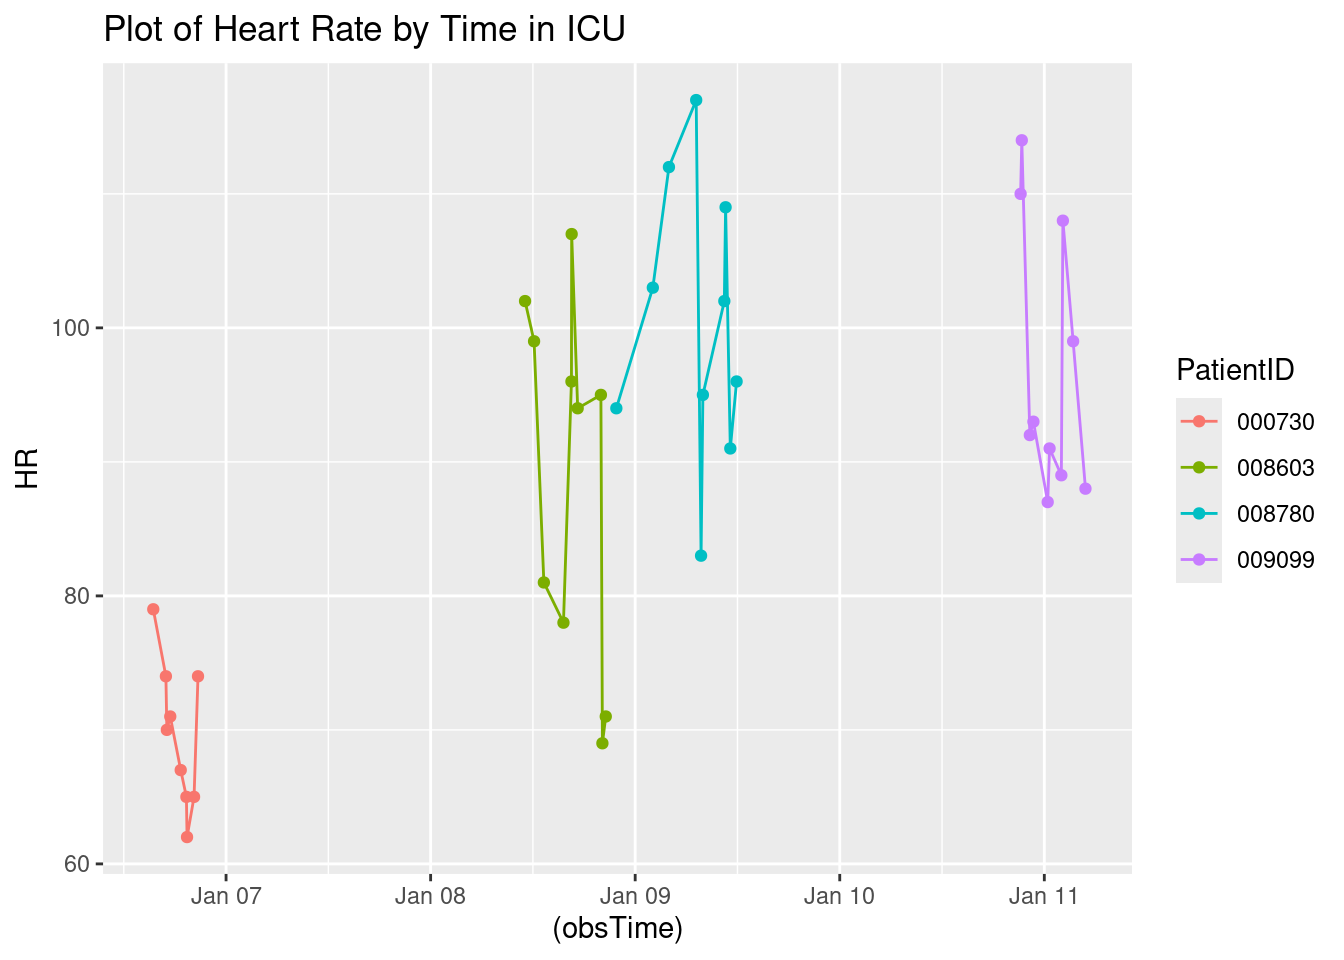 Plot of Heart Rate by Time in ICU
HR
100
80
60
Jan 07
Jan 08
Jan 09
Jan 10
Jan 11
(obsTime)
PatientID
000730
008603
008780
009099